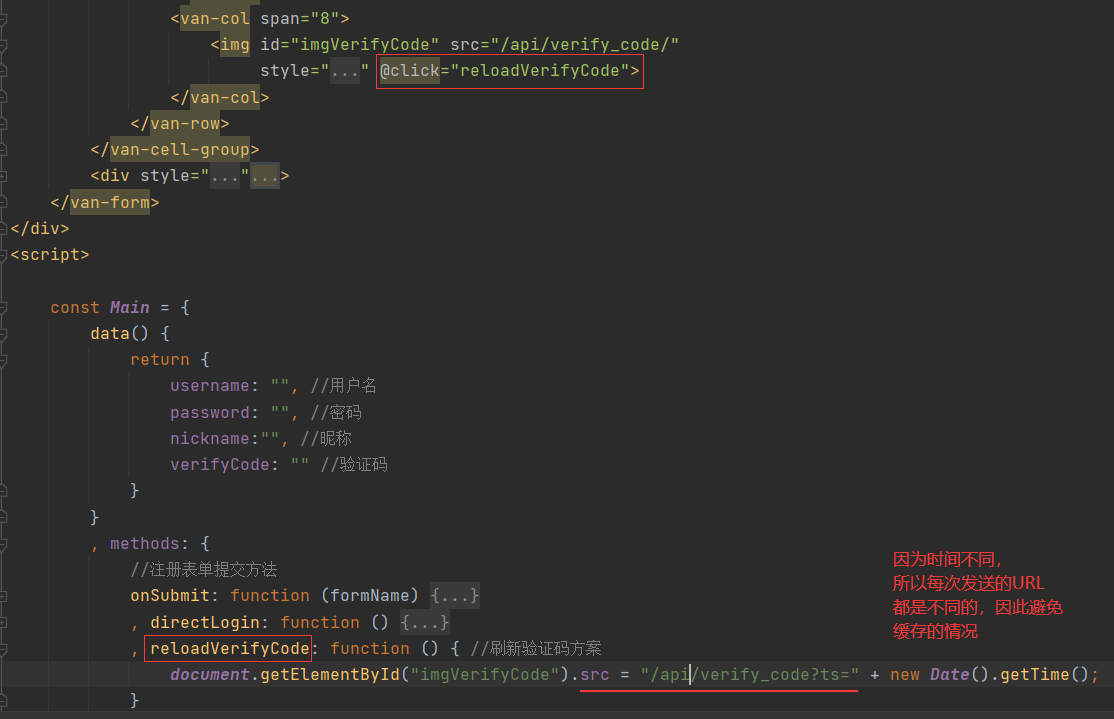 <van-col span="8">
<img id="imgVerifyCode" src="/api/verify_code/"
style="..." @click="reloadVerifyCode">
</van-col>
</van-row>
</van-cell-group>
<div style="..."...>
</van-form>
</div>
<script>
const Main = {
data() {
return {
username: "", //用户名
password: "", //密码
nickname:"", //昵称
verifyCode: "" //验证码
}
}
, methods: {
//注册表单提交方法
onSubmit: function (formName) {...}
, directLogin: function () {...}
, reloadVerifyCode: function () { //刷新验证码方案
document.getElementById("imgVerifyCode").src = "/api/verify_code?ts=" + new Date().getTime();
}
因为时间不同，
所以每次发送的URL
都是不同的，因此避免
缓存的情况